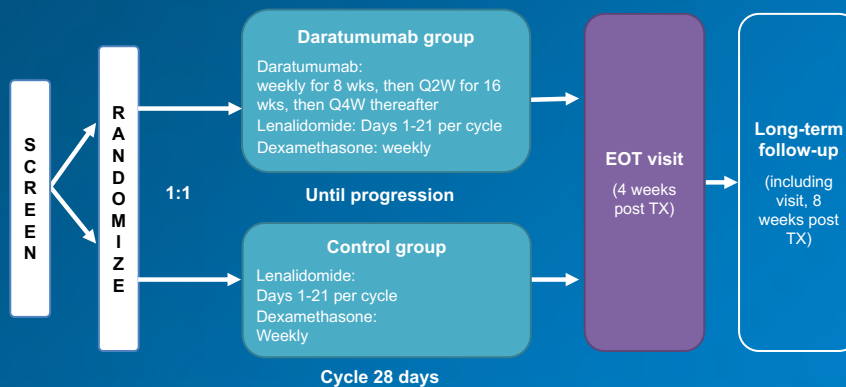 SCREEN
RANDOMIZE
1:1
Daratumumab group
Daratumumab:
weekly for 8 wks, then Q2W for 16
wks, then Q4W thereafter
Lenalidomide: Days 1-21 per cycle
Dexamethasone: weekly
Until progression
Control group
Lenalidomide:
Days 1-21 per cycle
Dexamethasone:
Weekly
Cycle 28 days
EOT visit
(4 weeks
post TX)
Long-term
follow-up
(including
visit, 8
weeks post
TX)